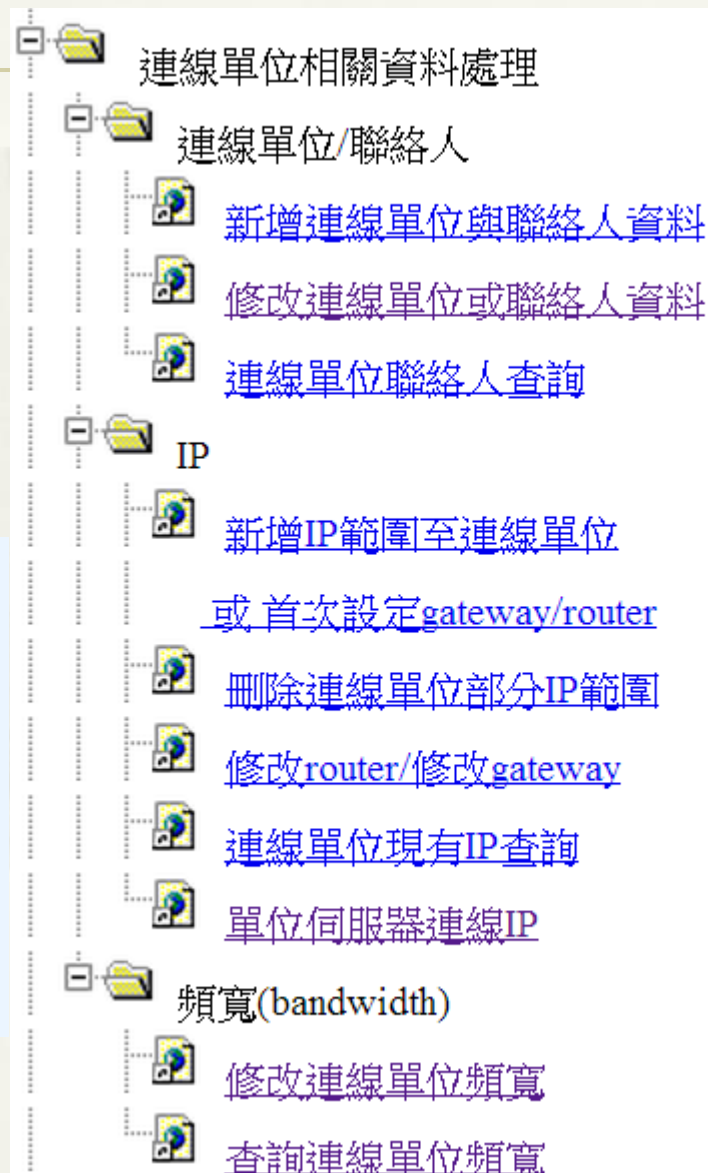 連線單位相關資料處理
連線單位/聯絡人
新增連線單位與聯絡人資料
修改連線單位或聯絡人資料
連線單位聯絡人查詢
IP
新增IP範圍至連線單位
或 首次設定gateway/router
刪除連線單位部分IP範圍
修改router/修改gateway
連線單位現有IP查詢
單位伺服器連線IP
頻寬(bandwidth)
修改連線單位頻寬
查詢連線單位頻寬